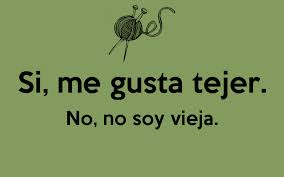 Si, me gusta tejer.
No, no soy vieja.